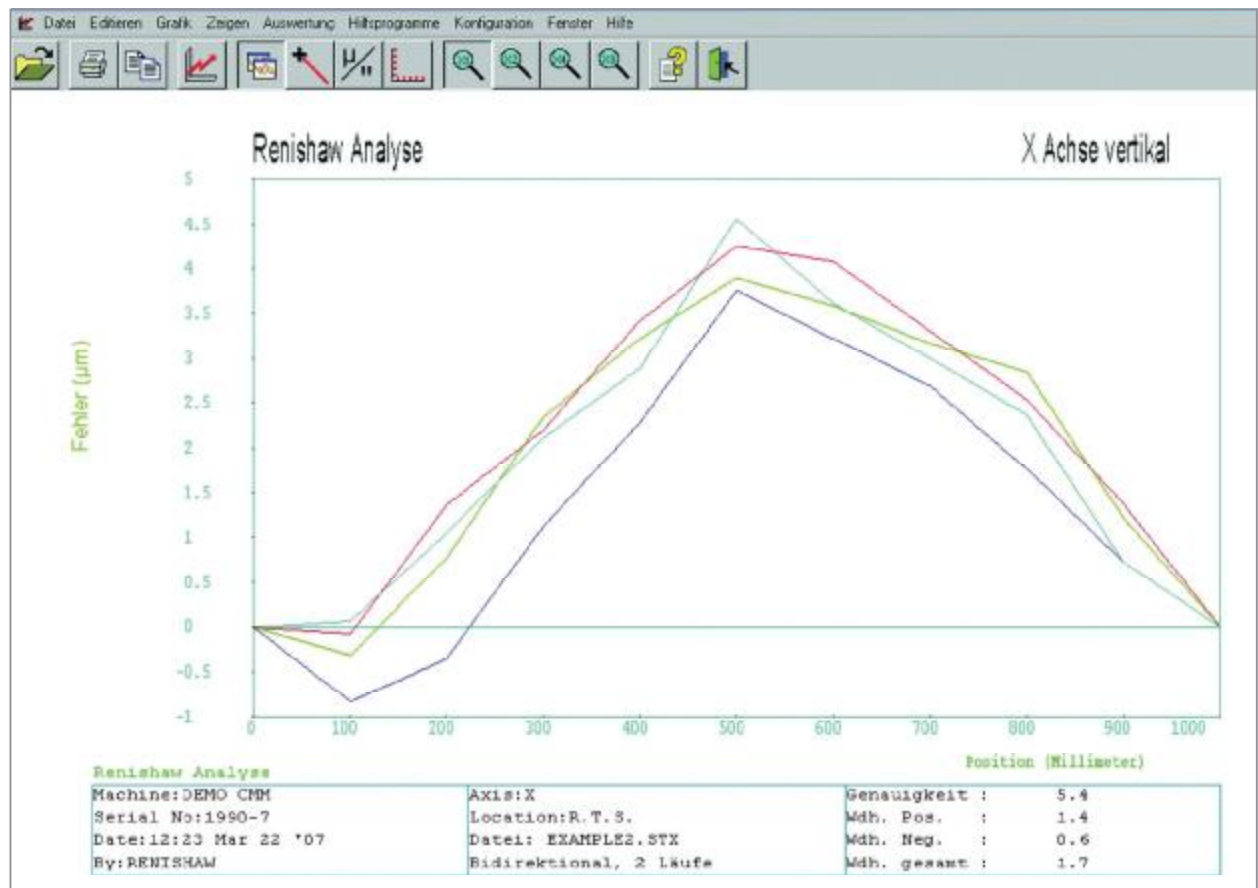 Datei Editieren Grafik Zeigen Auswertung Hilfsprogramme Konfiguration Fenster Hilfe
Renishaw Analyse X Achse vertikal
5
4.5
4
3.5
3
2.5
2
1.5
1
0.5
0
-0.5
-1
Fehler (µm)
0 100 200 300 400 500 600 700 800 900 1000
Position (Millimeter)
Renishaw Analyse
Machine:DEMO CMM Axis:X Genauigkeit : 5.4
Serial No:1990-7 Location:R.T.S. Wdh. Pos. : 1.4
Date:12:23 Mar 22 '07 Datei: EXAMPLE2.STX Wdh. Neg. : 0.6
By:RENISHAW Bidirektional, 2 Läufe Wdh. gesamt : 1.7